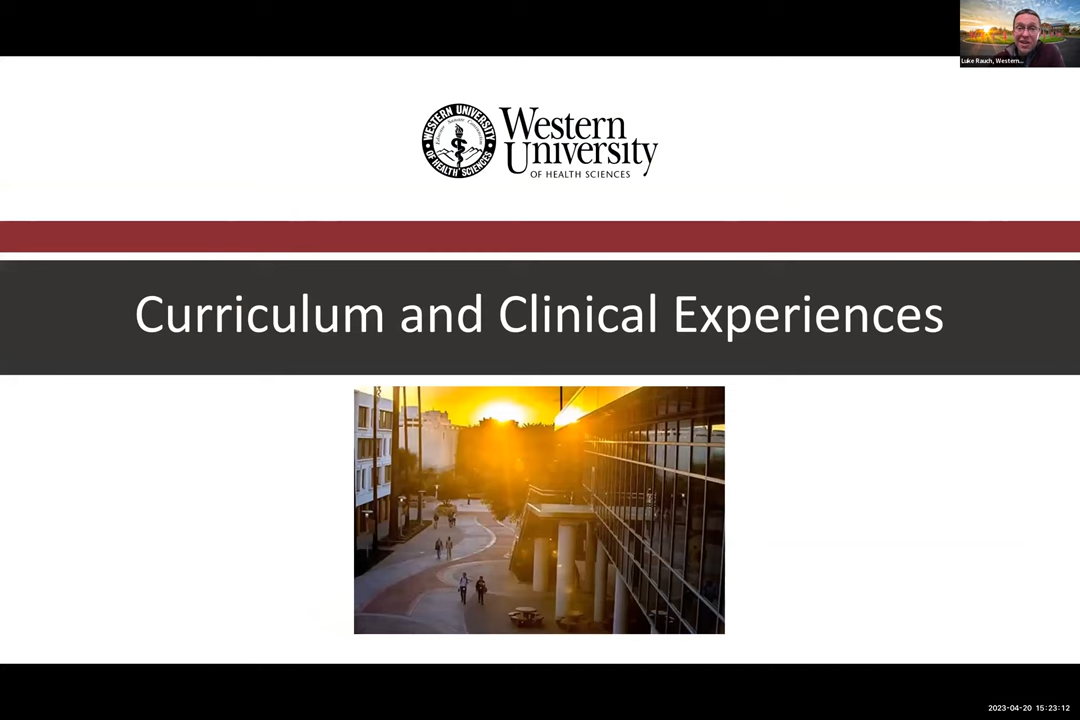 Luke Rauch, Western...
WESTERN UNIVERSITY
OF HEALTH SCIENCES
Western
University
OF HEALTH SCIENCES
Curriculum and Clinical Experiences
2023-04-20 15:23:12